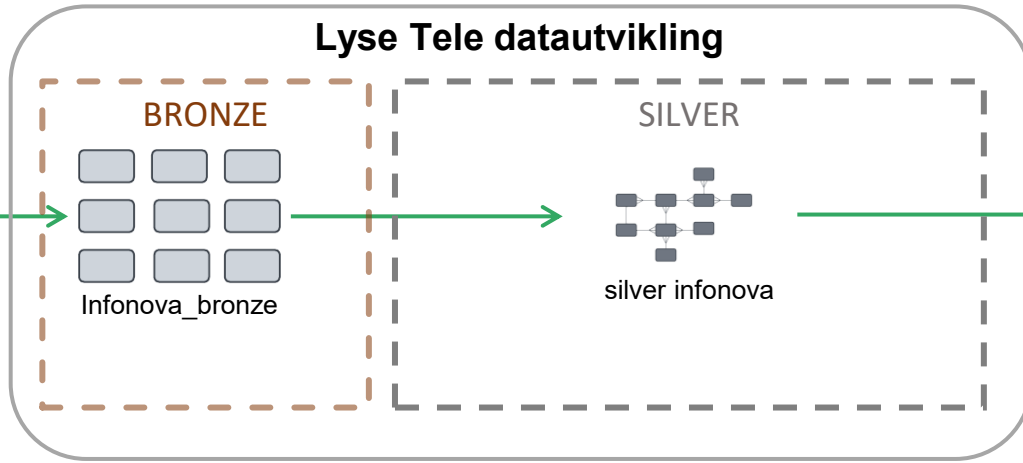 Lyse Tele datautvikling
BRONZE
SILVER
Infonova_bronze
silver infonova